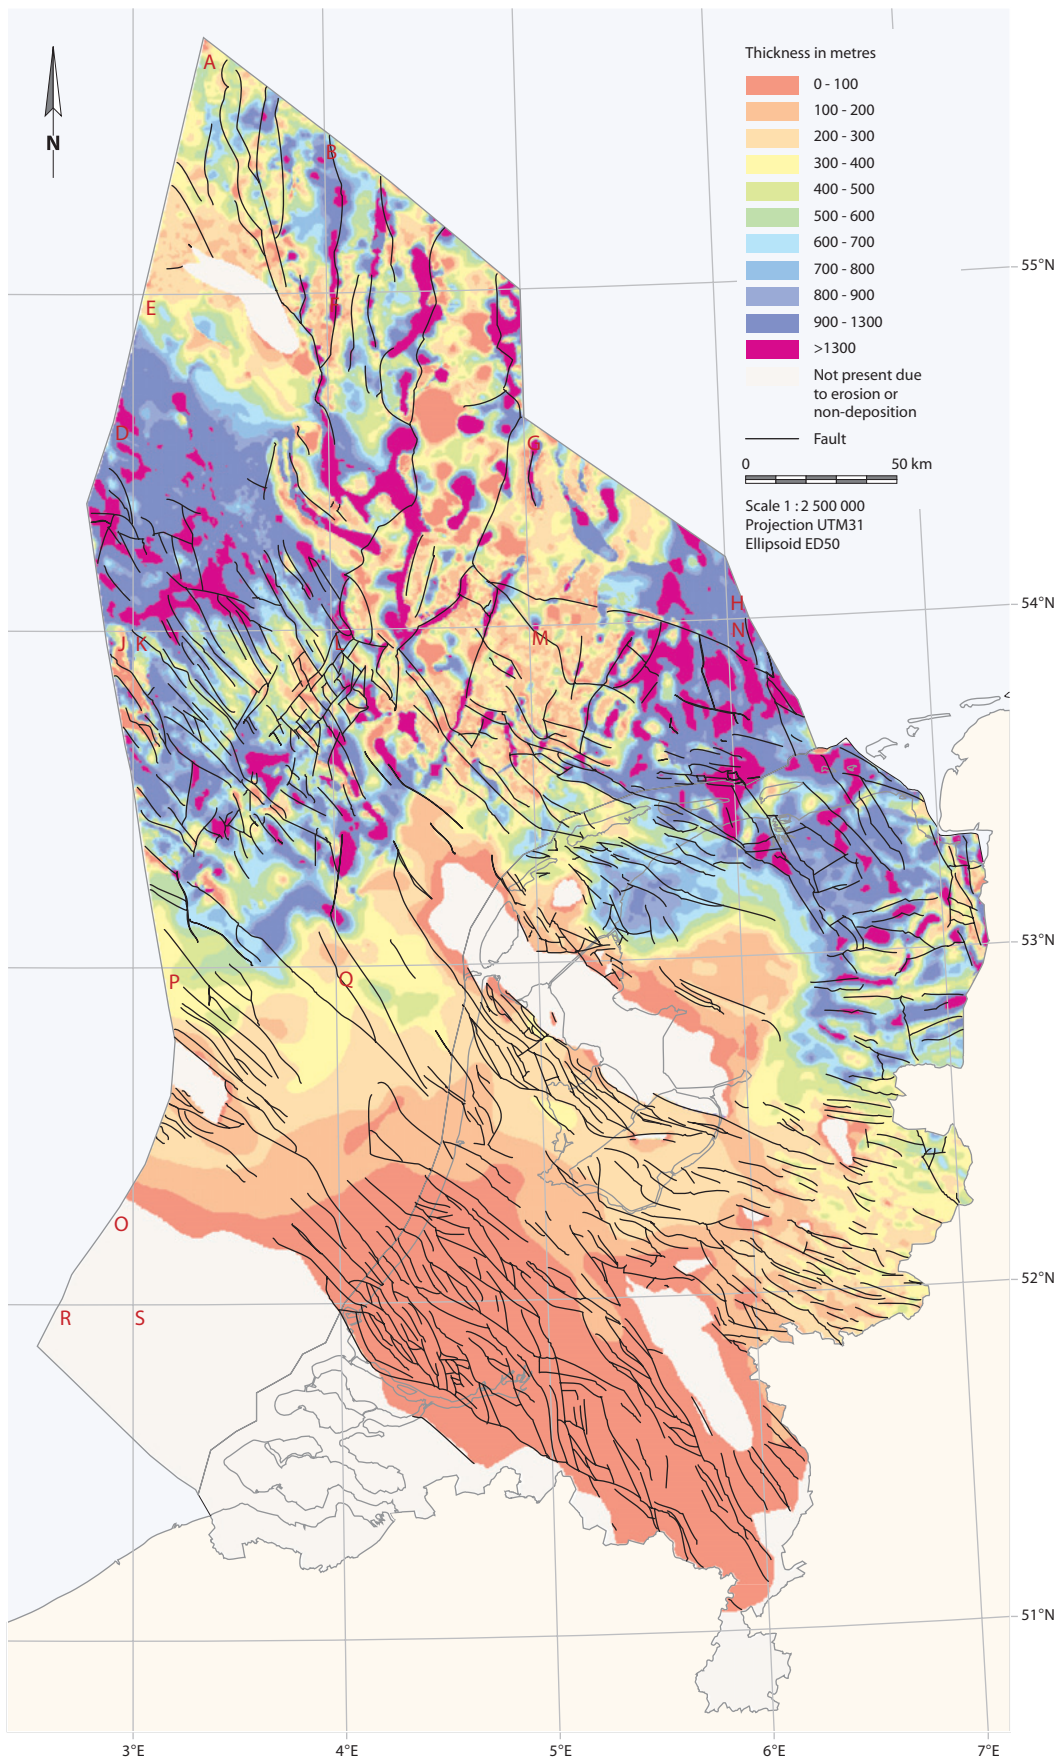 A
Thickness in metres
0 - 100
100 - 200
200 - 300
300 - 400
400 - 500
500 - 600
600 - 700
700 - 800
800 - 900
900 - 1300
>1300
Not present due
to erosion or
non-deposition
Fault
0 50 km
Scale 1 : 2 500 000
Projection UTM31
Ellipsoid ED50
N
B
55°N
E
F
D
G
54°N
H
J K
L
M
N
53°N
P
Q
O
52°N
R
S
51°N
3°E 4°E 5°E 6°E 7°E